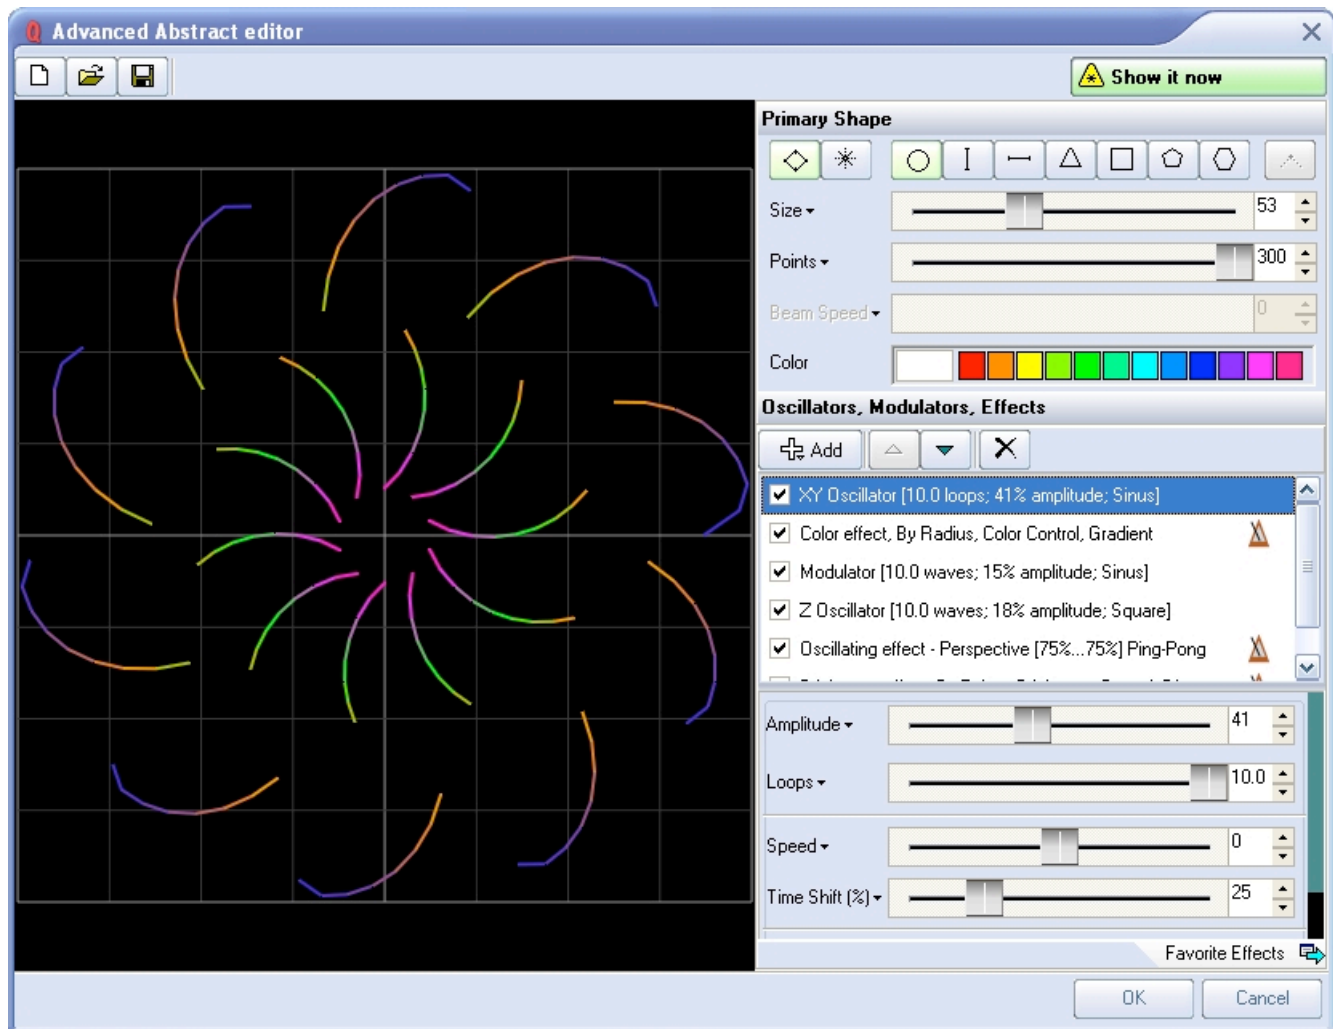 Advanced Abstract editor
Show it now
Primary Shape
Size
53
Points
300
Beam Speed
0
Color
Oscillators, Modulators, Effects
Add
XY Oscillator [10.0 loops; 41% amplitude; Sinus]
Color effect, By Radius, Color Control, Gradient
Modulator [10.0 waves; 15% amplitude; Sinus]
Z Oscillator [10.0 waves; 18% amplitude; Square]
Oscillating effect - Perspective [75%...75%] Ping-Pong
Amplitude
41
Loops
10.0
Speed
0
Time Shift (%)
25
Favorite Effects
OK
Cancel